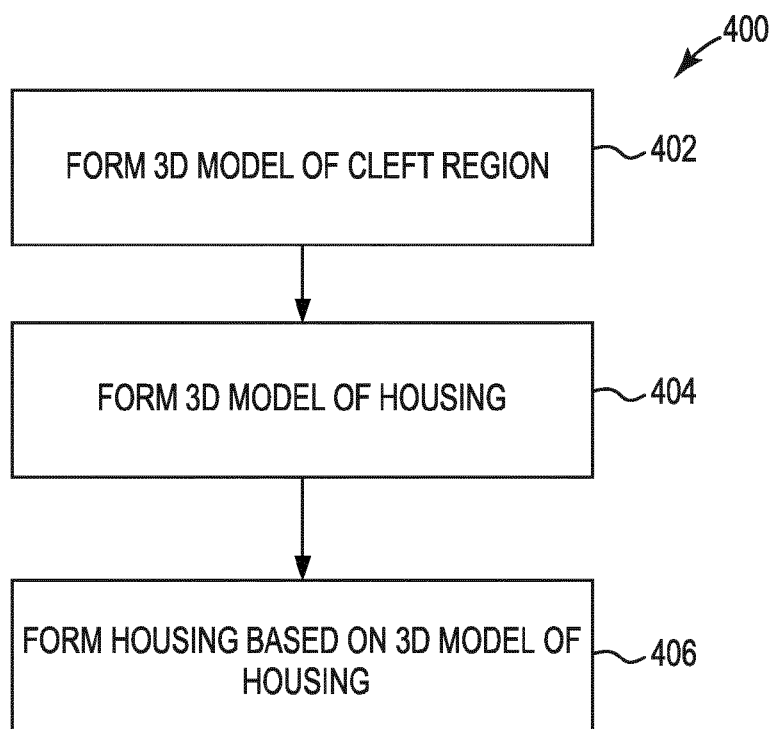 400
FORM 3D MODEL OF CLEFT REGION
402
FORM 3D MODEL OF HOUSING
404
FORM HOUSING BASED ON 3D MODEL OF
HOUSING
406